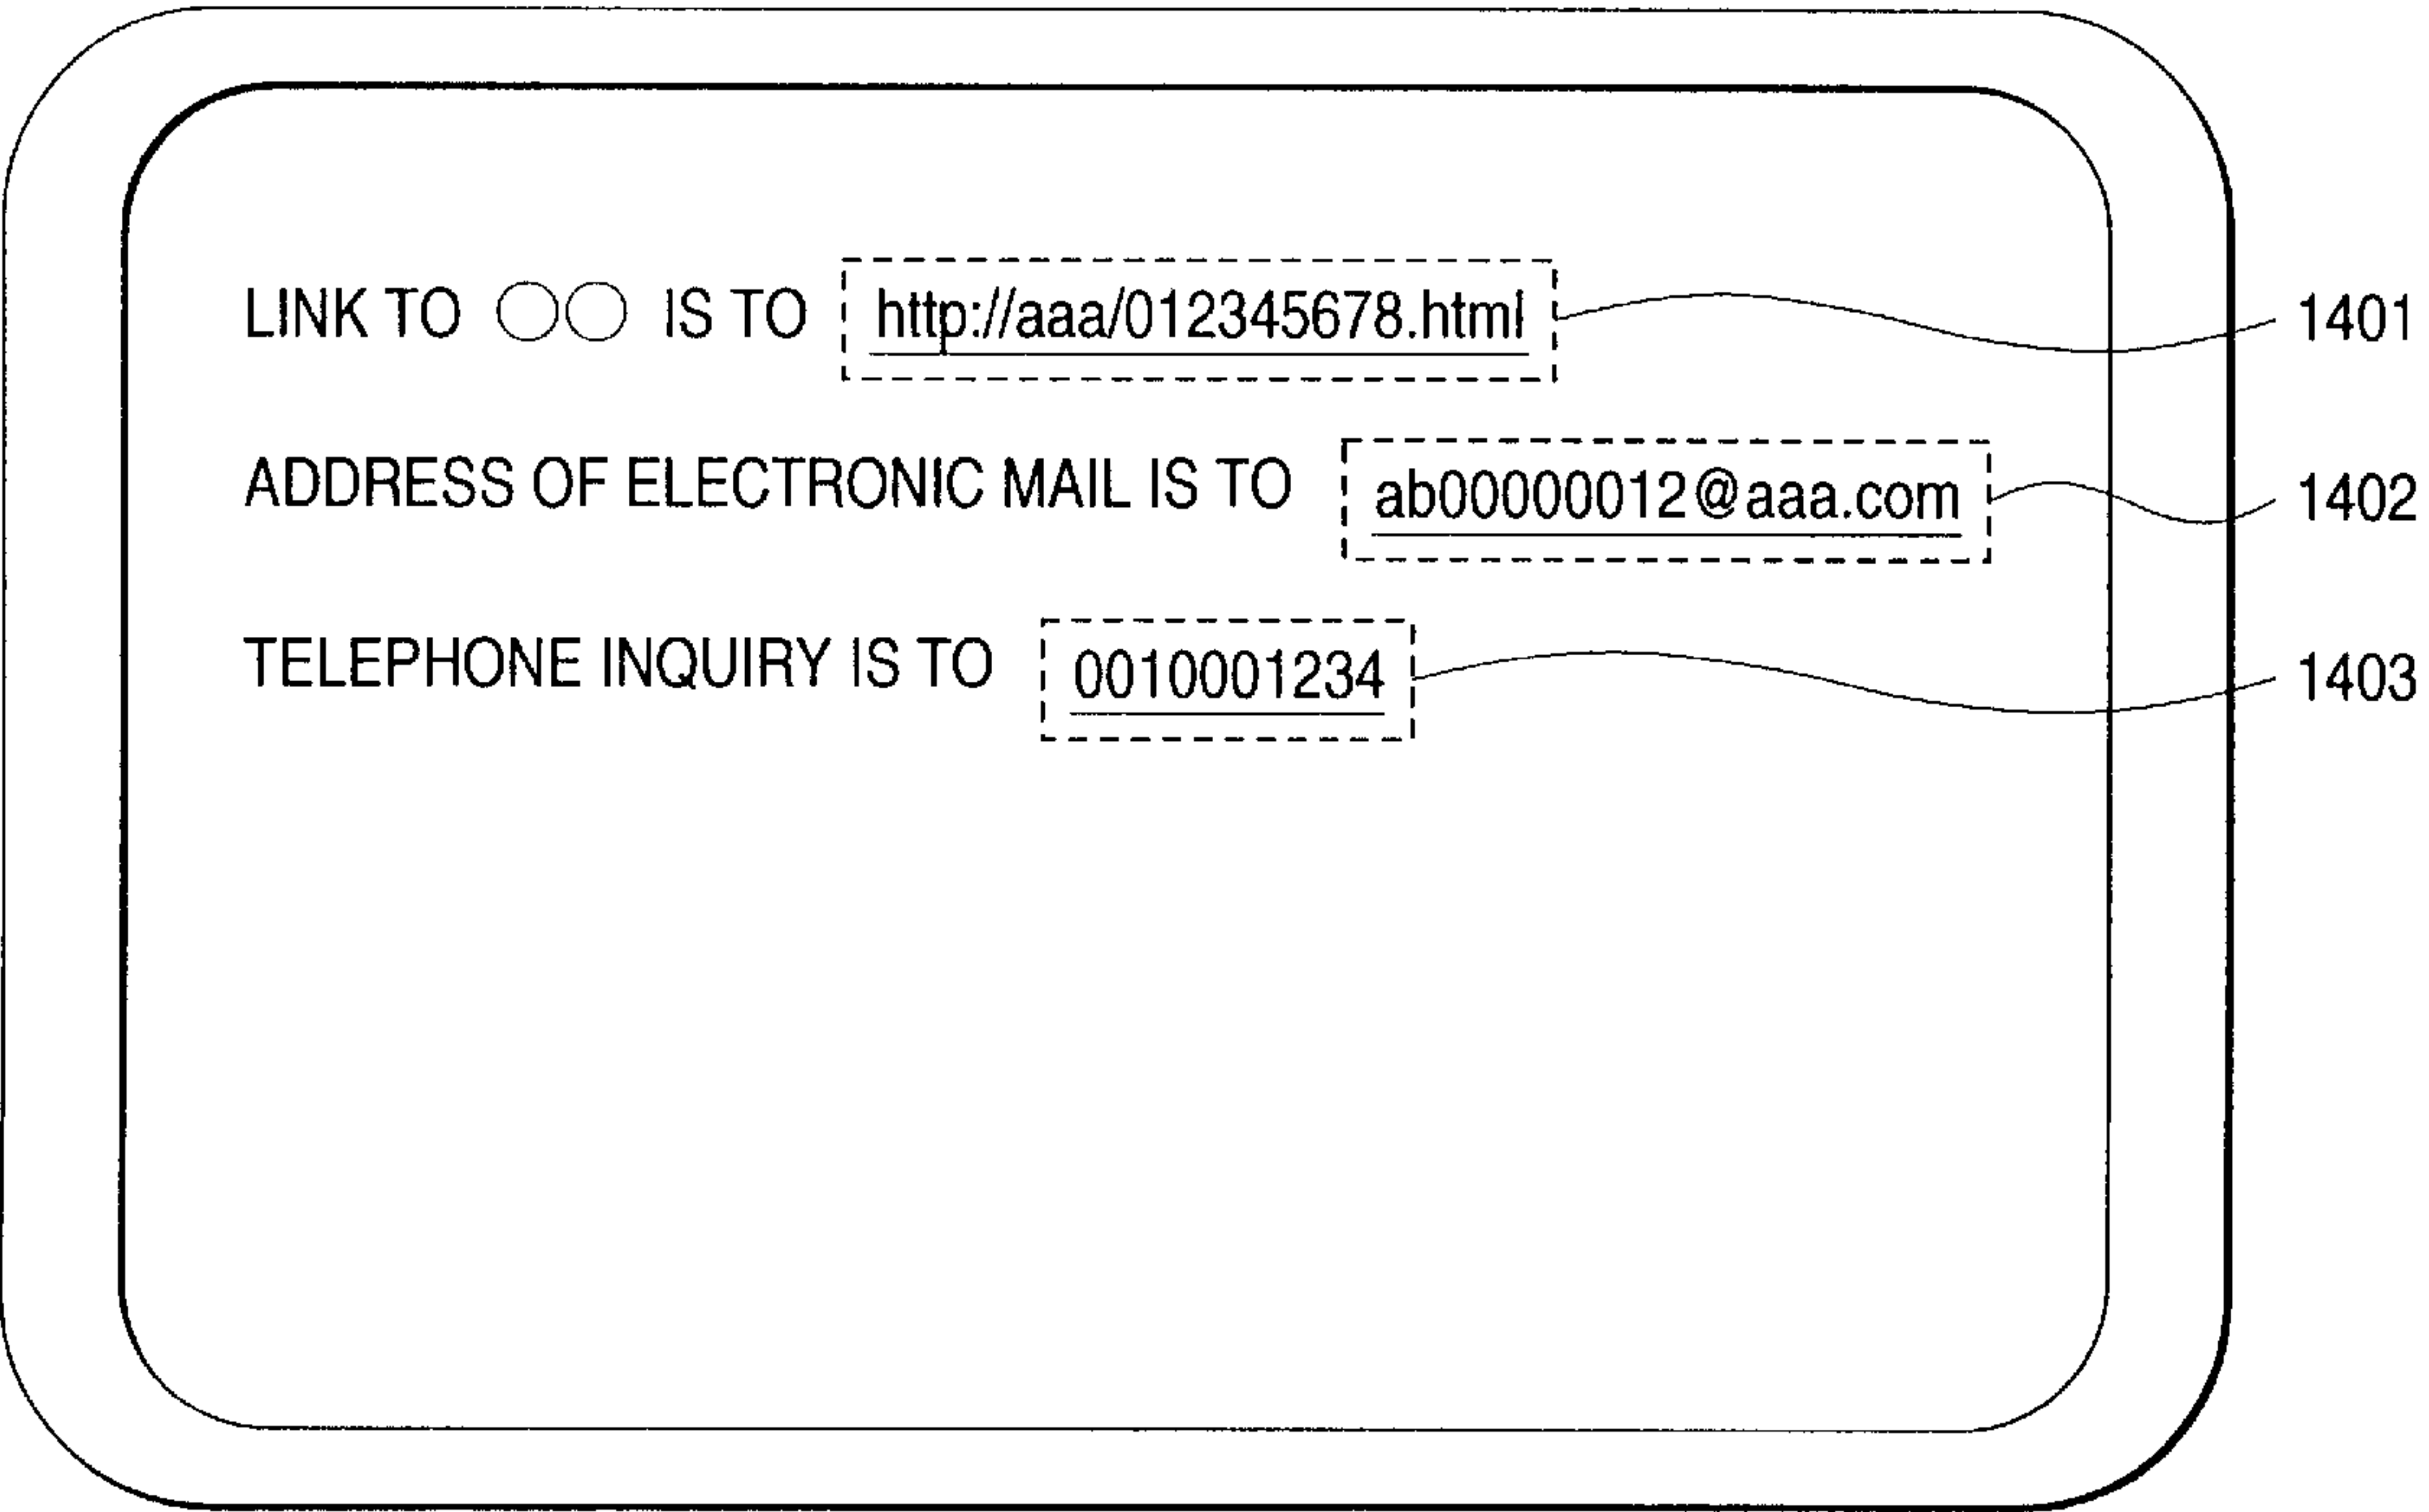 LINK TO ○○ IS TO http://aaa/012345678.html 1401
ADDRESS OF ELECTRONIC MAIL IS TO ab00000012@aaa.com 1402
TELEPHONE INQUIRY IS TO 0010001234 1403